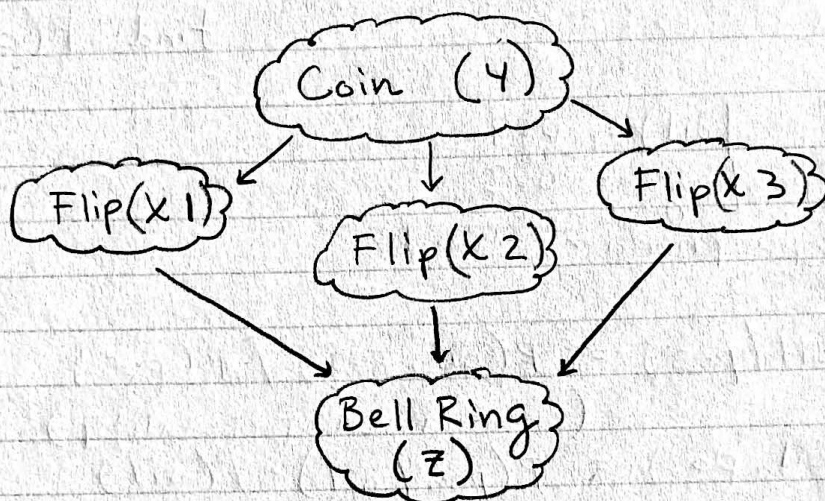 Coin (Y)
Flip(X1)
Flip(X2)
Flip(X3)
Bell Ring
(Z)